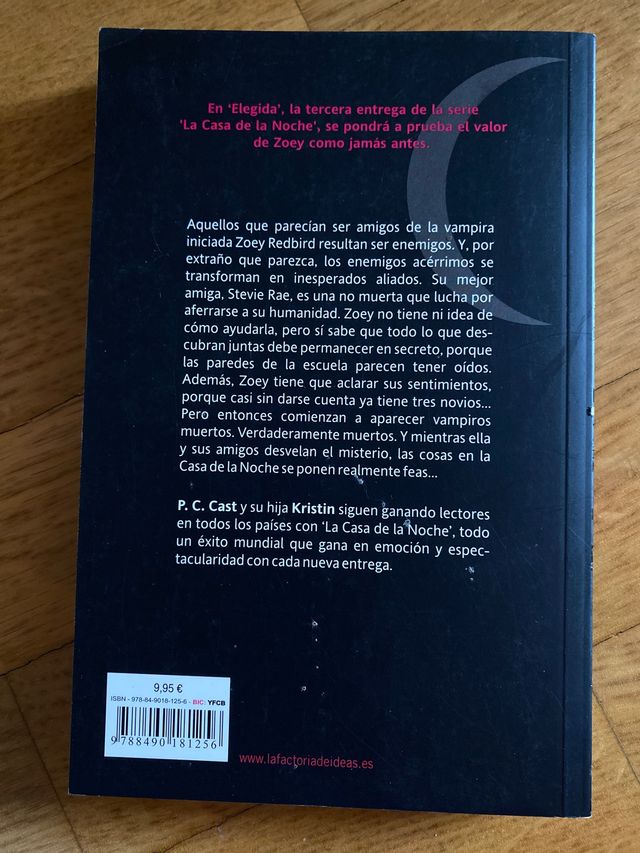 En 'Elegida', la tercera entrega de la serie
'La Casa de la Noche', se pondrá a prueba el valor
de Zoey como jamás antes.
Aquellos que parecían ser amigos de la vampira
iniciada Zoey Redbird resultan ser enemigos. Y, por
extraño que parezca, los enemigos acérrimos se
transforman en inesperados aliados. Su mejor
amiga, Stevie Rae, es una no muerta que lucha por
aferrarse a su humanidad. Zoey no tiene ni idea de
cómo ayudarla, pero sí sabe que todo lo que des-
cubran juntas debe permanecer en secreto, porque
las paredes de la escuela parecen tener oídos.
Además, Zoey tiene que aclarar sus sentimientos,
porque casi sin darse cuenta ya tiene tres novios...
Pero entonces comienzan a aparecer vampiros
muertos. Verdaderamente muertos. Y mientras ella
y sus amigos desvelan el misterio, las cosas en la
Casa de la Noche se ponen realmente feas...
P. C. Cast y su hija Kristin siguen ganando lectores
en todos los países con 'La Casa de la Noche', todo
un éxito mundial que gana en emoción y espec-
tacularidad con cada nueva entrega.
9,95 €
ISBN - 978-84-9018-125-6 - BIC: YFCB
9 788490 181256
www.lafactoriadeideas.es